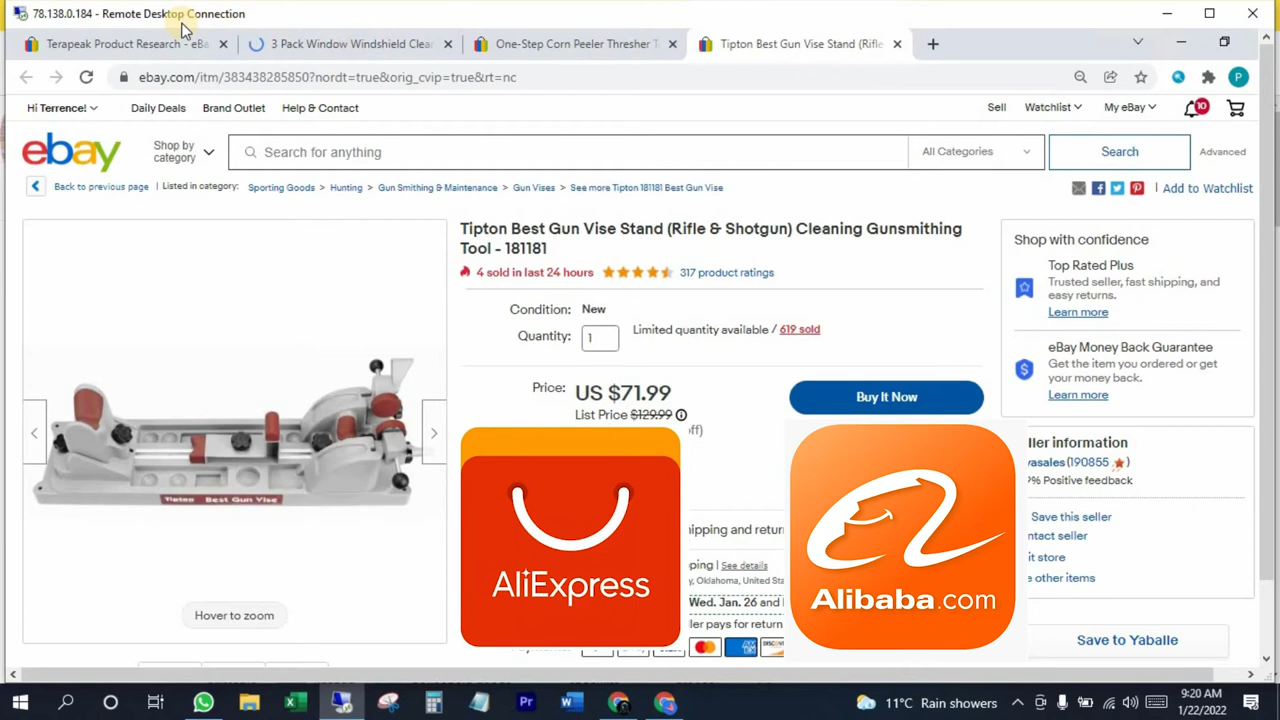 78.138.0.184 - Remote Desktop Connection
Terapeak Product Research - eBa
3 Pack Window Windshield Clea
One-Step Corn Peeler Thresher T
Tipton Best Gun Vise Stand (Rifle
ebay.com/itm/383438285850?nordt=true&orig_cvip=true&rt=nc
P
Hi Terrence!
Daily Deals
Brand Outlet
Help & Contact
Sell
Watchlist
My eBay
10
ebay
Shop by
category
Search for anything
All Categories
Search
Advanced
Back to previous page
Listed in category:
Sporting Goods
Hunting
Gun Smithing & Maintenance
Gun Vises
See more Tipton 181181 Best Gun Vise
Add to Watchlist
Tipton Best Gun Vise Stand (Rifle & Shotgun) Cleaning Gunsmithing
Tool - 181181
4 sold in last 24 hours
317 product ratings
Condition: New
Quantity: 1
Limited quantity available / 619 sold
Price: US $71.99
List Price $129.99
off)
Buy It Now
Shop with confidence
Top Rated Plus
Trusted seller, fast shipping, and
easy returns.
Learn more
eBay Money Back Guarantee
Get the item you ordered or get
your money back.
Learn more
Tipton Best Gun Vise
Hover to zoom
AliExpress
Alibaba.com
hipping and retur
ping | See details
y, Oklahoma, United Sta
Wed. Jan. 26 and
ller pays for return
ller information
asales (190855
% Positive feedback
Save this seller
ntact seller
it store
e other items
Save to Yaballe
11°C Rain showers
9:20 AM
1/22/2022